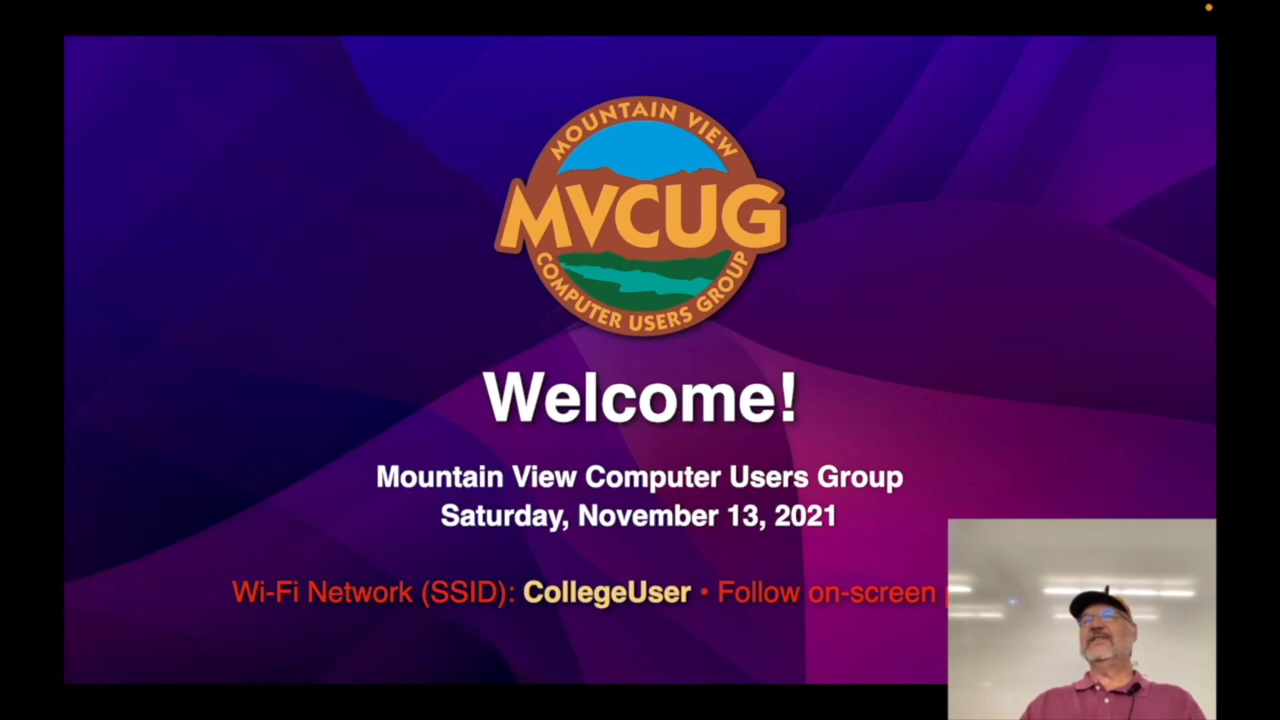 MOUNTAIN VIEW
MVCUG
COMPUTER USERS GROUP
Welcome!
Mountain View Computer Users Group
Saturday, November 13, 2021
Wi-Fi Network (SSID): CollegeUser • Follow on-screen